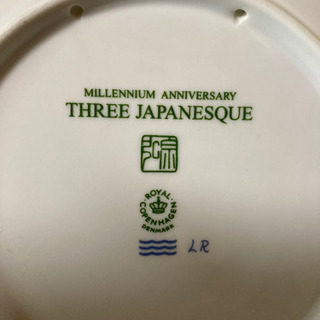 MILLENNIUM ANNIVERSARY
THREE JAPANESQUE
ROYAL
COPENHAGEN
DENMARK
LR